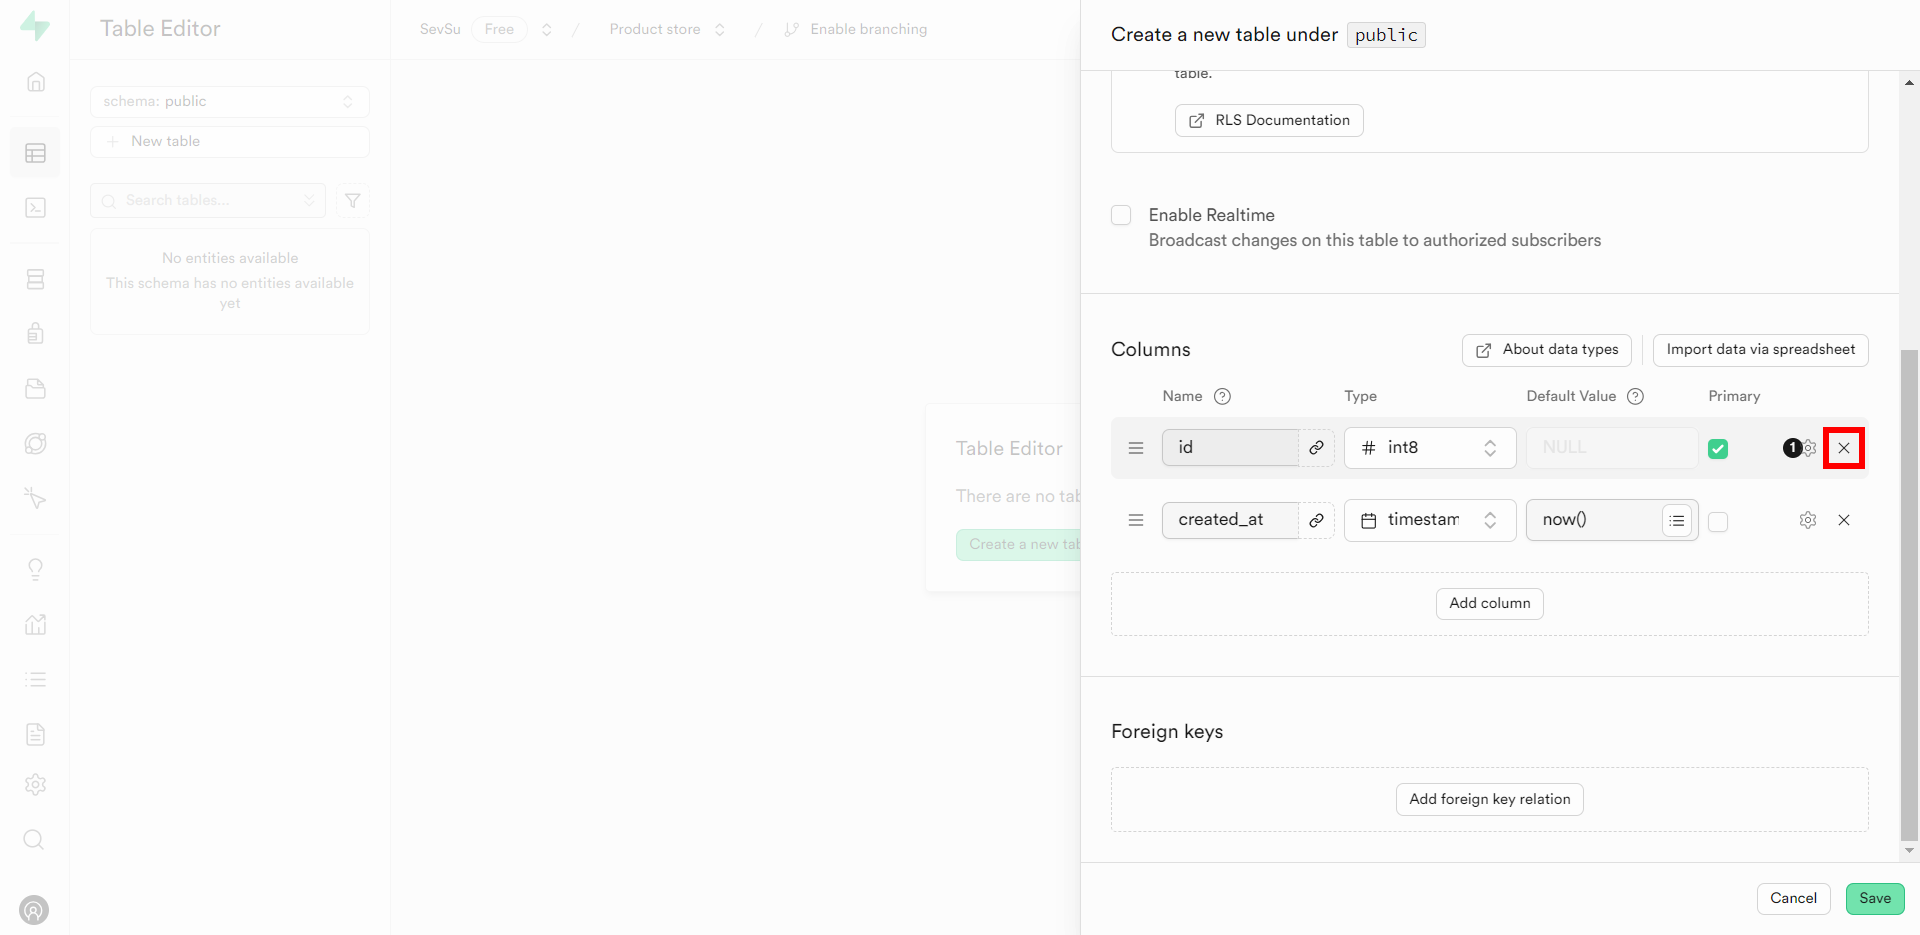 Table Editor
SevSu Free / Product store / Enable branching
schema: public
New table
Search tables...
No entities available
This schema has no entities available
yet
Table Editor
There are no tab
Create a new tab
Create a new table under public
table.
RLS Documentation
Enable Realtime
Broadcast changes on this table to authorized subscribers
Columns
About data types
Import data via spreadsheet
Name ? Type Default Value ? Primary
id # int8 NULL 1
created_at timestam now()
Add column
Foreign keys
Add foreign key relation
Cancel Save